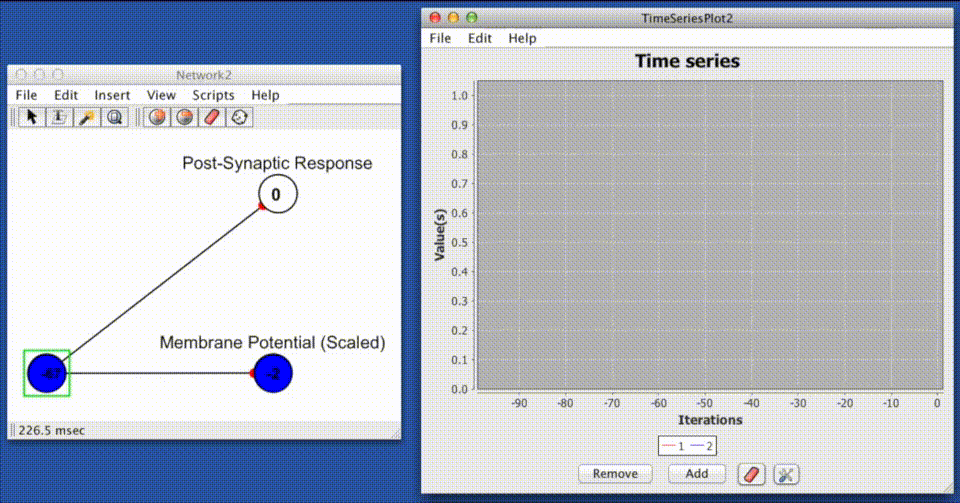 Network2
File Edit Insert View Scripts Help
Post-Synaptic Response
0
Membrane Potential (Scaled)
-67
-2
226.5 msec
TimeSeriesPlot2
File Edit Help
Time series
Value(s)
1.0
0.9
0.8
0.7
0.6
0.5
0.4
0.3
0.2
0.1
0.0
-90 -80 -70 -60 -50 -40 -30 -20 -10 0
Iterations
1 2
Remove Add